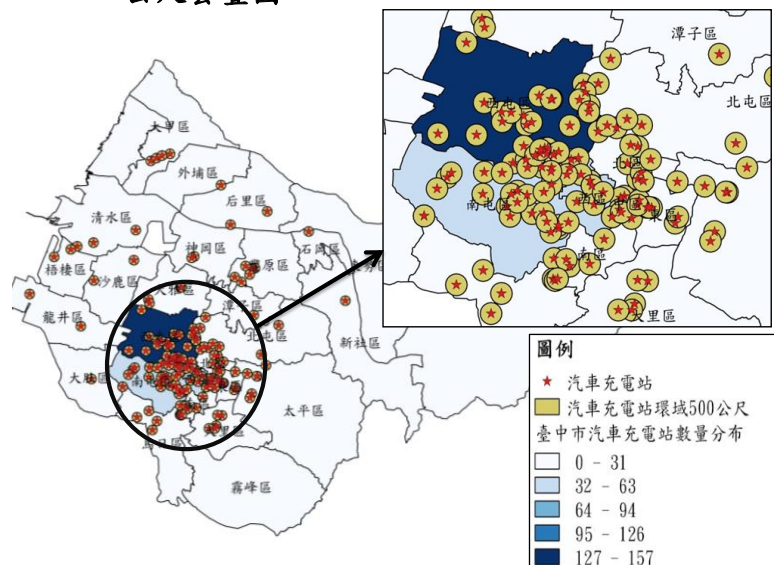 潭子區
北屯區
西屯區
北區
西區
中區
東區
南屯區
南區
大里區
大甲區
外埔區
后里區
清水區
神岡區
豐原區
石岡區
梧棲區
沙鹿區
大雅區
潭子區
龍井區
北屯區
新社區
大肚區
太平區
霧峰區
圖例
汽車充電站
汽車充電站環域500公尺
臺中市汽車充電站數量分布
0 - 31
32 - 63
64 - 94
95 - 126
127 - 157